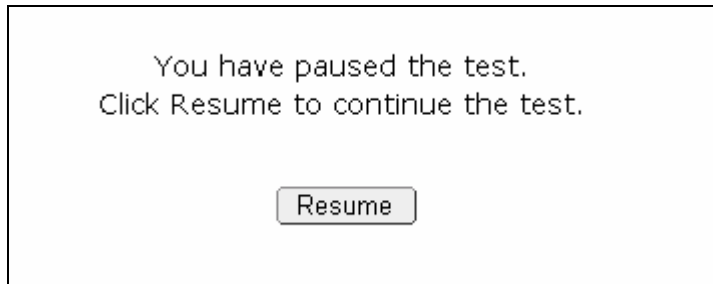 You have paused the test.
Click Resume to continue the test.
Resume